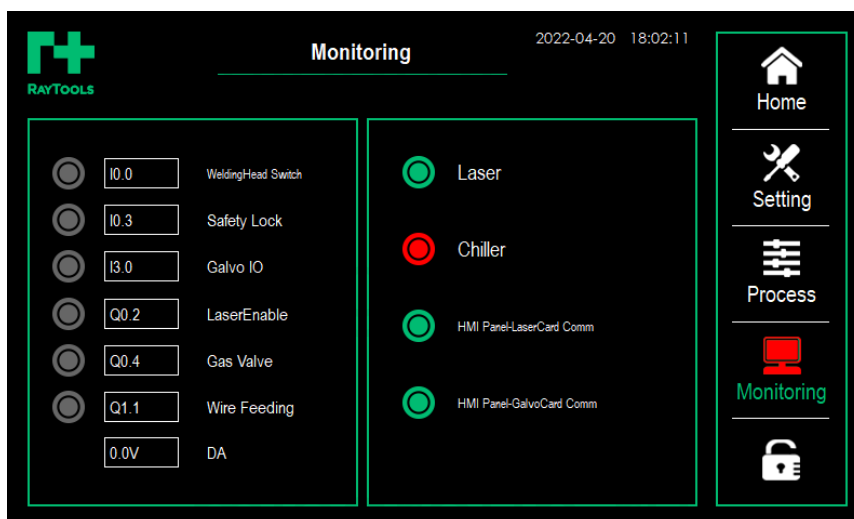 Monitoring
2022-04-20 18:02:11
RAYTOOLS
I0.0 WeldingHead Switch
I0.3 Safety Lock
I3.0 Galvo IO
Q0.2 LaserEnable
Q0.4 Gas Valve
Q1.1 Wire Feeding
0.0V DA
Laser
Chiller
HMI Panel-LaserCard Comm
HMI Panel-GalvoCard Comm
Home
Setting
Process
Monitoring